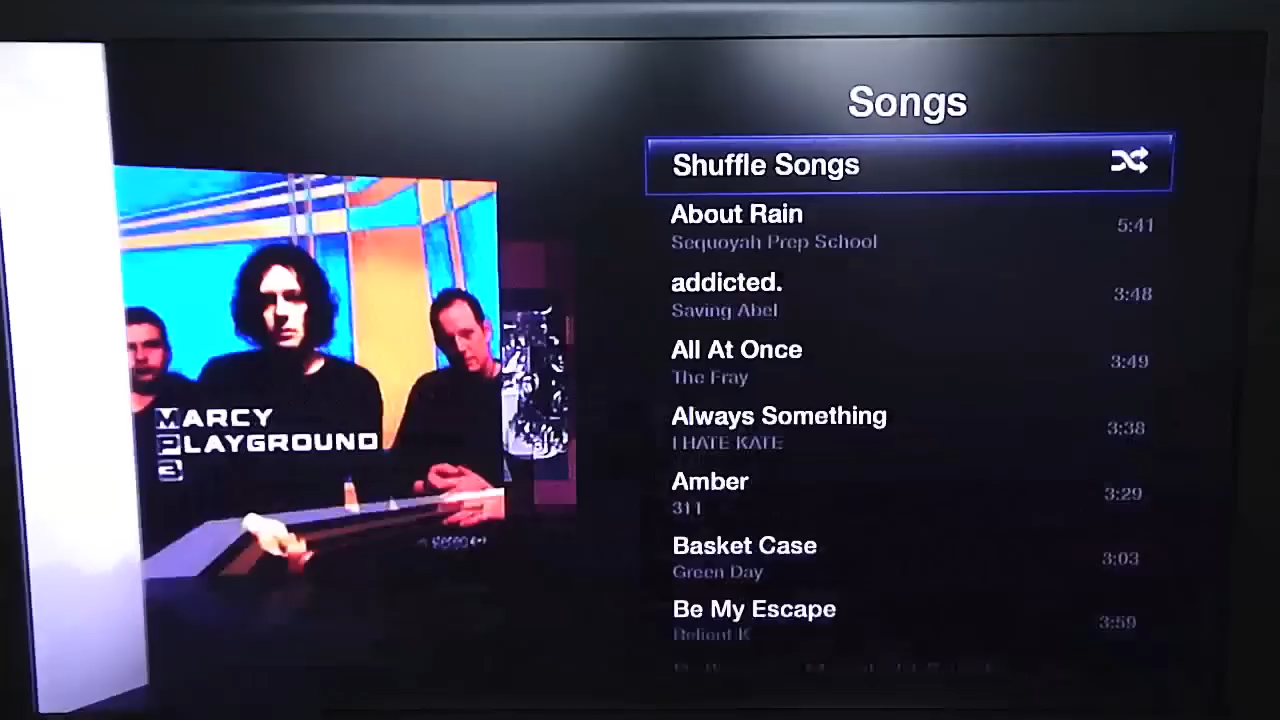 Songs
Shuffle Songs
About Rain
Sequoyah Prep School
5:41
addicted.
Saving Abel
3:48
All At Once
The Fray
3:49
Always Something
I HATE KATE
3:38
Amber
311
3:29
Basket Case
Green Day
3:03
Be My Escape
Relient K
3:59
MARCY
PLAYGROUND
3